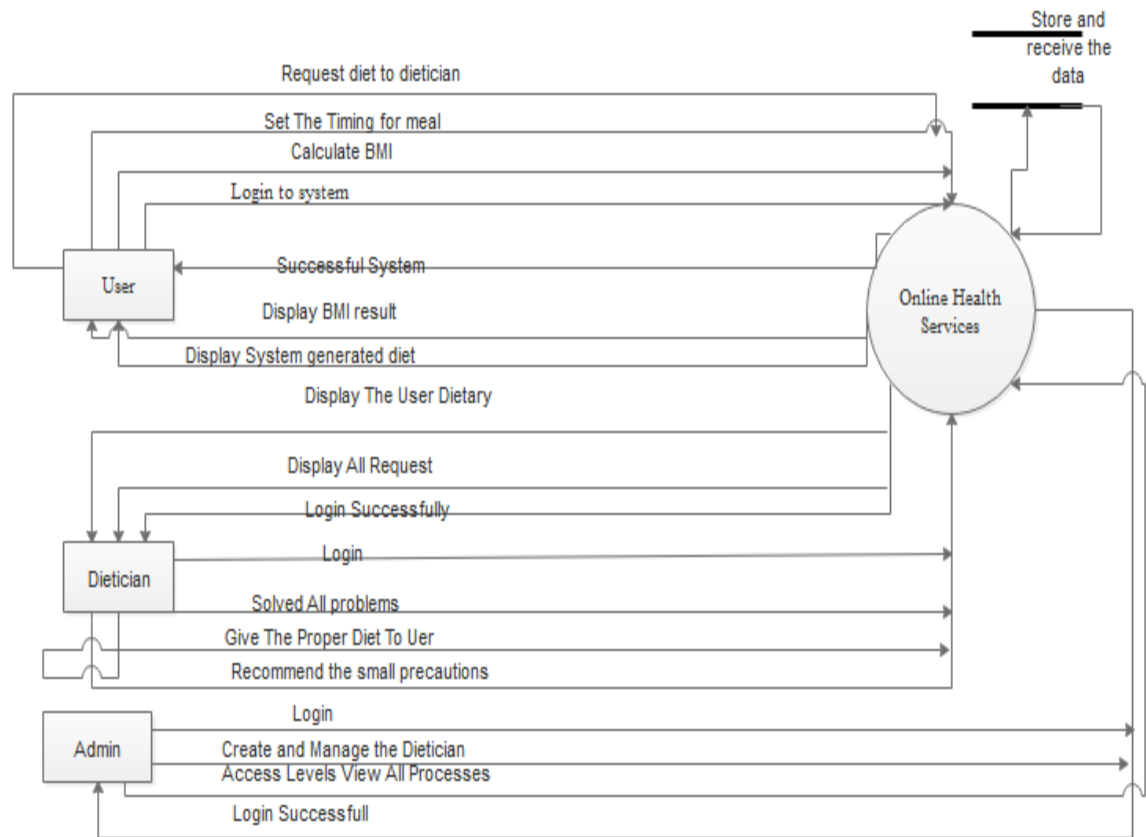 Store and
receive the
data
Request diet to dietician
Set The Timing for meal
Calculate BMI
Login to system
Successful System
User
Online Health
Services
Display BMI result
Display System generated diet
Display The User Dietary
Display All Request
Login Successfully
Login
Dietician
Solved All problems
Give The Proper Diet To Uer
Recommend the small precautions
Login
Admin
Create and Manage the Dietician
Access Levels View All Processes
Login Successfull